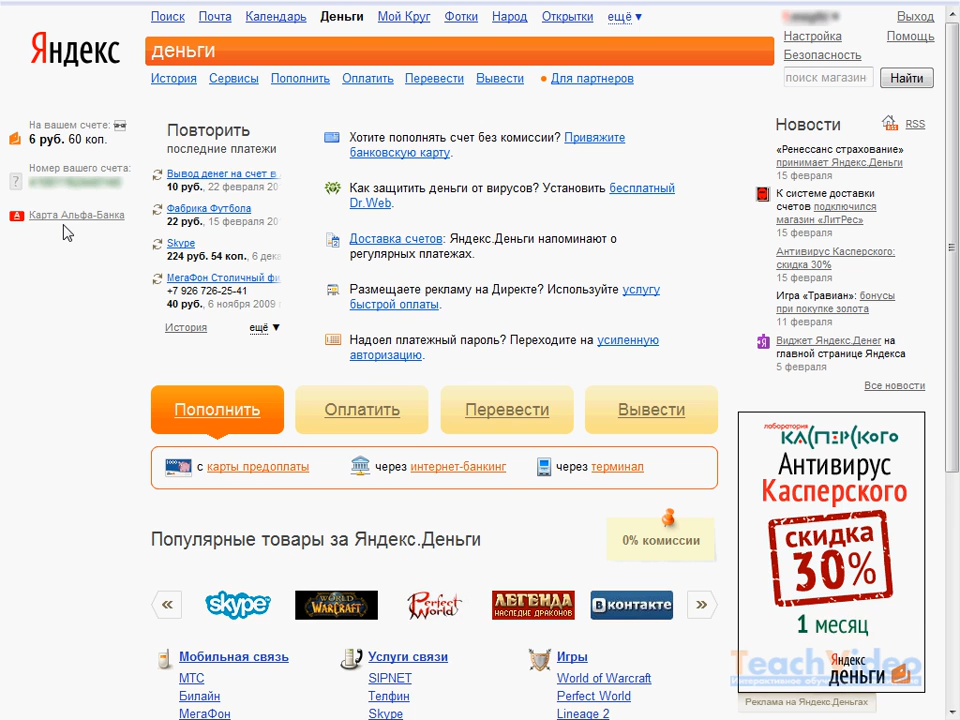 Поиск Почта Календарь Деньги Мой Круг Фотки Народ Открытки ещё ▼
Выход
Настройка Помощь
Безопасность
Яндекс
деньги
поиск магазин Найти
История Сервисы Пополнить Оплатить Перевести Вывести • Для партнеров
На вашем счете:
6 руб. 60 коп.
Номер вашего счета:
?
Карта Альфа-Банка
Повторить
последние платежи
Вывод денег на счет в
10 руб., 22 февраля 20
Фабрика Футбола
22 руб., 15 февраля 20
Skype
224 руб. 54 коп., 6 дека
МегаФон Столичный фи
+7 926 726-25-41
40 руб., 6 ноября 2009
История ещё ▼
Хотите пополнять счет без комиссии? Привяжите
банковскую карту.
Как защитить деньги от вирусов? Установить бесплатный
Dr.Web.
Доставка счетов: Яндекс.Деньги напоминают о
регулярных платежах.
Размещаете рекламу на Директе? Используйте услугу
быстрой оплаты.
Надоел платежный пароль? Переходите на усиленную
авторизацию.
Новости RSS
«Ренессанс страхование»
принимает Яндекс.Деньги
15 февраля
К системе доставки
счетов подключился
магазин «ЛитРес»
15 февраля
Антивирус Касперского:
скидка 30%
15 февраля
Игра «Травиан»: бонусы
при покупке золота
11 февраля
Виджет Яндекс.Денег на
главной странице Яндекса
5 февраля
Все новости
Пополнить Оплатить Перевести Вывести
с карты предоплаты через интернет-банкинг через терминал
Популярные товары за Яндекс.Деньги
0% комиссии
« skype WORLD WARCRAFT Perfect World ЛЕГЕНДА НАСЛЕДИЕ ДРАКОНОВ В контакте »
Мобильная связь
МТС
Билайн
МегаФон
Услуги связи
SIPNET
Телфин
Skype
Игры
World of Warcraft
Perfect World
Lineage 2
лаборатория
КАСПЕРСКОГО
Антивирус
Касперского
скидка
30%
1 месяц
Яндекс
деньги
TeachVideo
Реклама на Яндекс.Деньгах